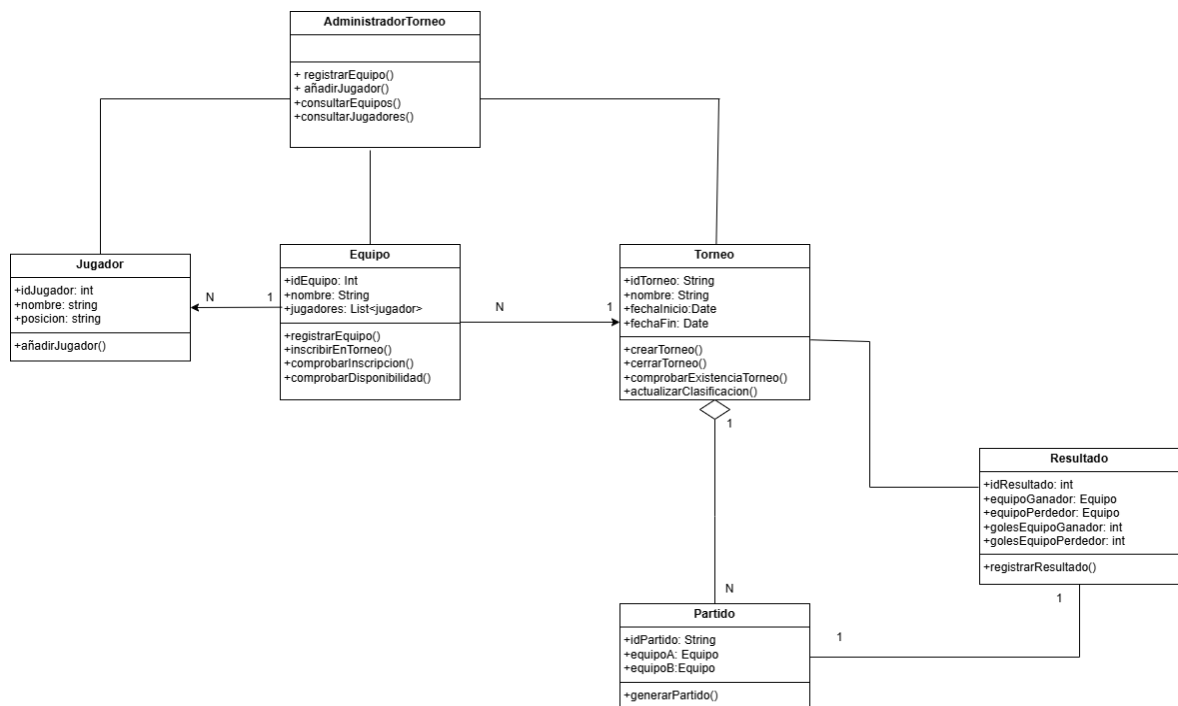 AdministradorTorneo
+ registrarEquipo()
+ añadirJugador()
+consultarEquipos()
+consultarJugadores()
Jugador
+idJugador: int
+nombre: string
+posicion: string
+añadirJugador()
N
1
Equipo
+idEquipo: Int
+nombre: String
+jugadores: List<jugador>
+registrarEquipo()
+inscribirEnTorneo()
+comprobarInscripcion()
+comprobarDisponibilidad()
N
1
Torneo
+idTorneo: String
+nombre: String
+fechaInicio:Date
+fechaFin: Date
+crearTorneo()
+cerrarTorneo()
+comprobarExistenciaTorneo()
+actualizarClasificacion()
1
N
Resultado
+idResultado: int
+equipoGanador: Equipo
+equipoPerdedor: Equipo
+golesEquipoGanador: int
+golesEquipoPerdedor: int
+registrarResultado()
1
1
Partido
+idPartido: String
+equipoA: Equipo
+equipoB:Equipo
+generarPartido()